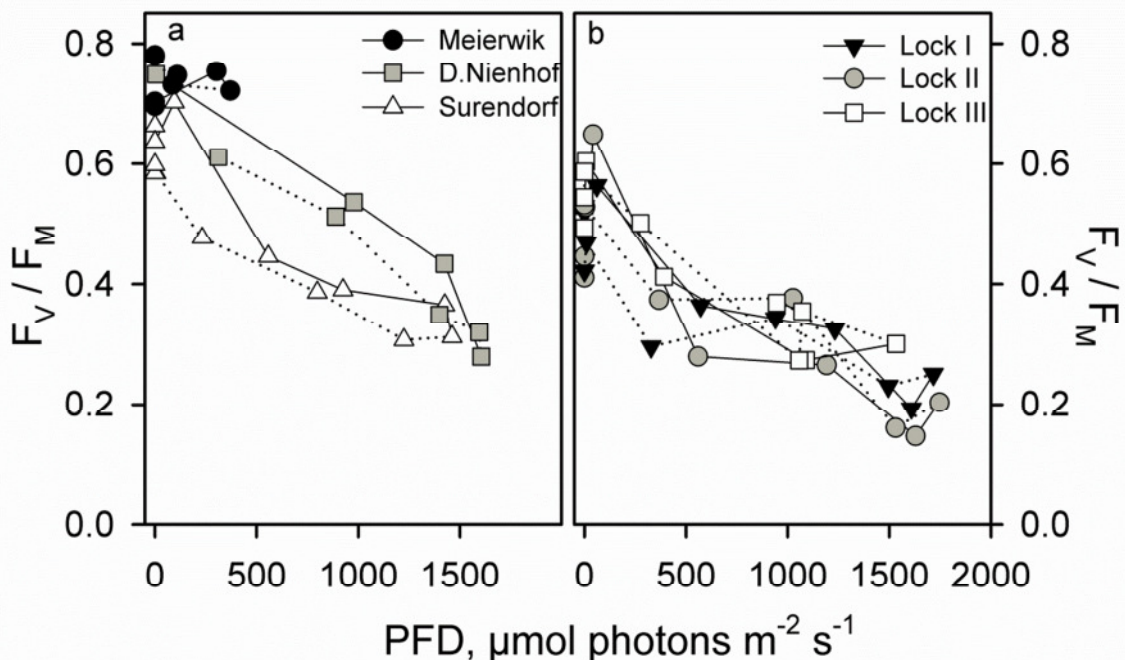 a
Meierwik
D.Nienhof
Surendorf
b
Lock I
Lock II
Lock III
0.8
0.6
0.4
0.2
0.0
F_V / F_M
0.8
0.6
0.4
0.2
0.0
F_V / F_M
0 500 1000 1500
0 500 1000 1500 2000
PFD, µmol photons m⁻² s⁻¹